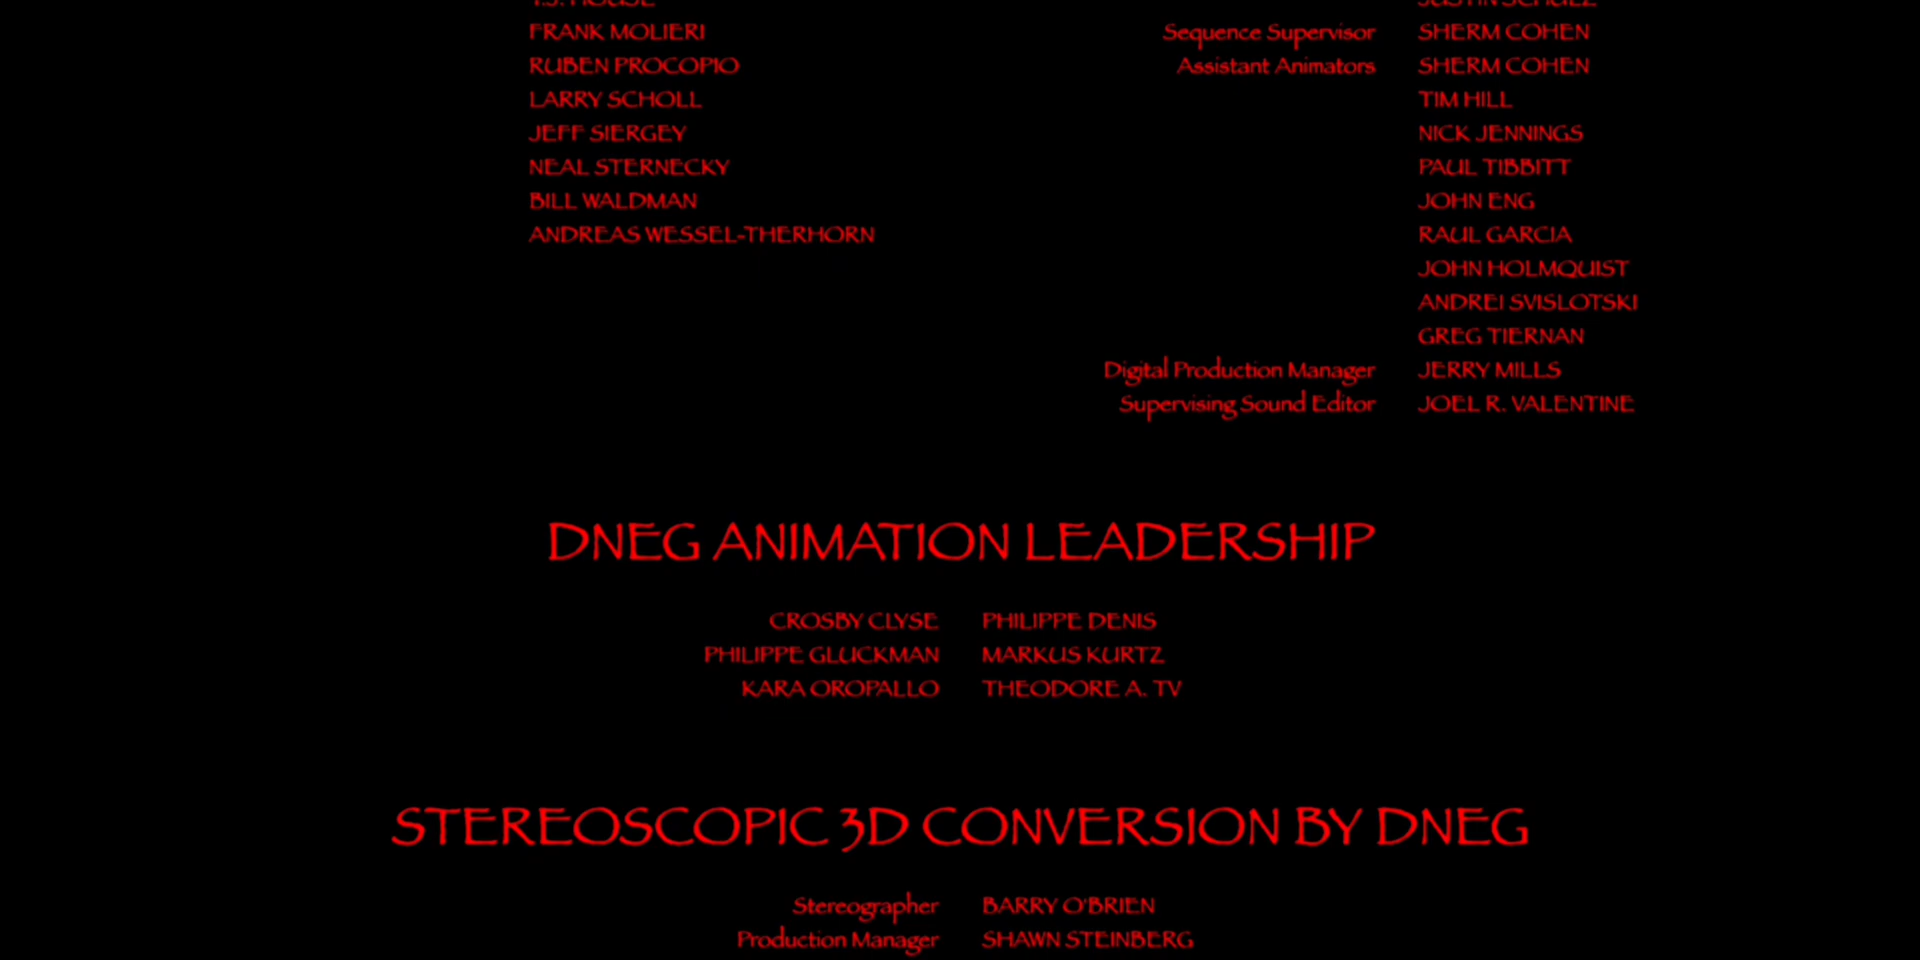 T.J. HOUSE
FRANK MOLIERI
RUBEN PROCOPIO
LARRY SCHOLL
JEFF SIERGEY
NEAL STERNECKY
BILL WALDMAN
ANDREAS WESSEL-THERHORN
JUSTIN SCHULZ
Sequence Supervisor SHERM COHEN
Assistant Animators SHERM COHEN
TIM HILL
NICK JENNINGS
PAUL TIBBITT
JOHN ENG
RAUL GARCIA
JOHN HOLMQUIST
ANDREI SVISLOTSKI
GREG TIERNAN
Digital Production Manager JERRY MILLS
Supervising Sound Editor JOEL R. VALENTINE
DNEG ANIMATION LEADERSHIP
CROSBY CLYSE PHILIPPE DENIS
PHILIPPE GLUCKMAN MARKUS KURTZ
KARA OROPALLO THEODORE A. TV
STEREOSCOPIC 3D CONVERSION BY DNEG
Stereographer BARRY O'BRIEN
Production Manager SHAWN STEINBERG